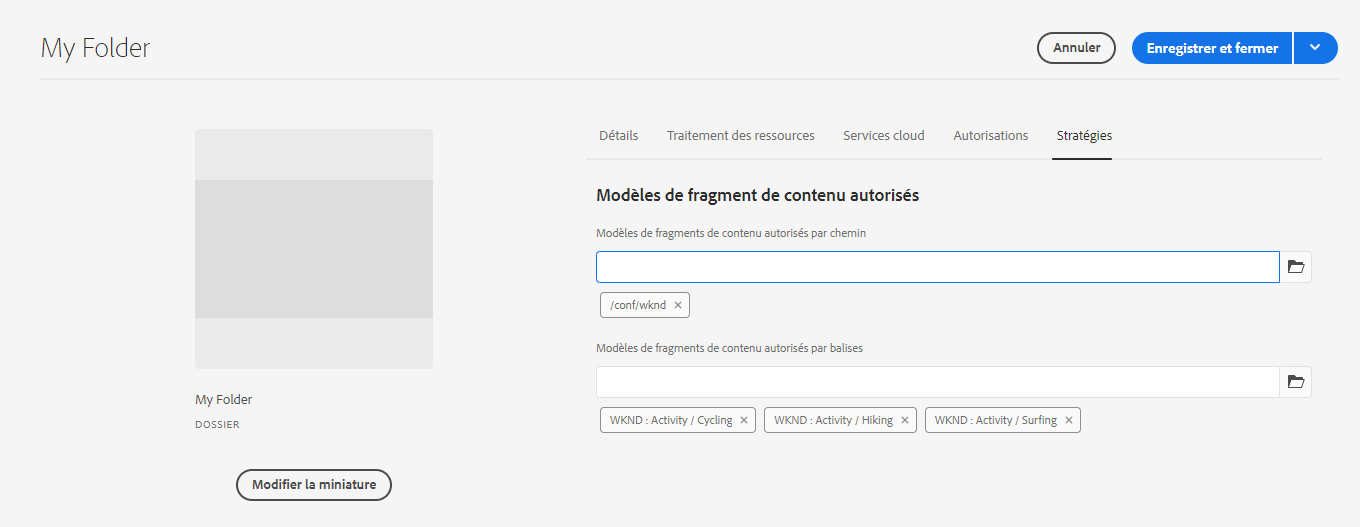 My Folder
Annuler
Enregistrer et fermer
Détails Traitement des ressources Services cloud Autorisations Stratégies
Modèles de fragment de contenu autorisés
Modèles de fragments de contenu autorisés par chemin
/conf/wknd ×
Modèles de fragments de contenu autorisés par balises
WKND : Activity / Cycling × WKND : Activity / Hiking × WKND : Activity / Surfing ×
My Folder
DOSSIER
Modifier la miniature